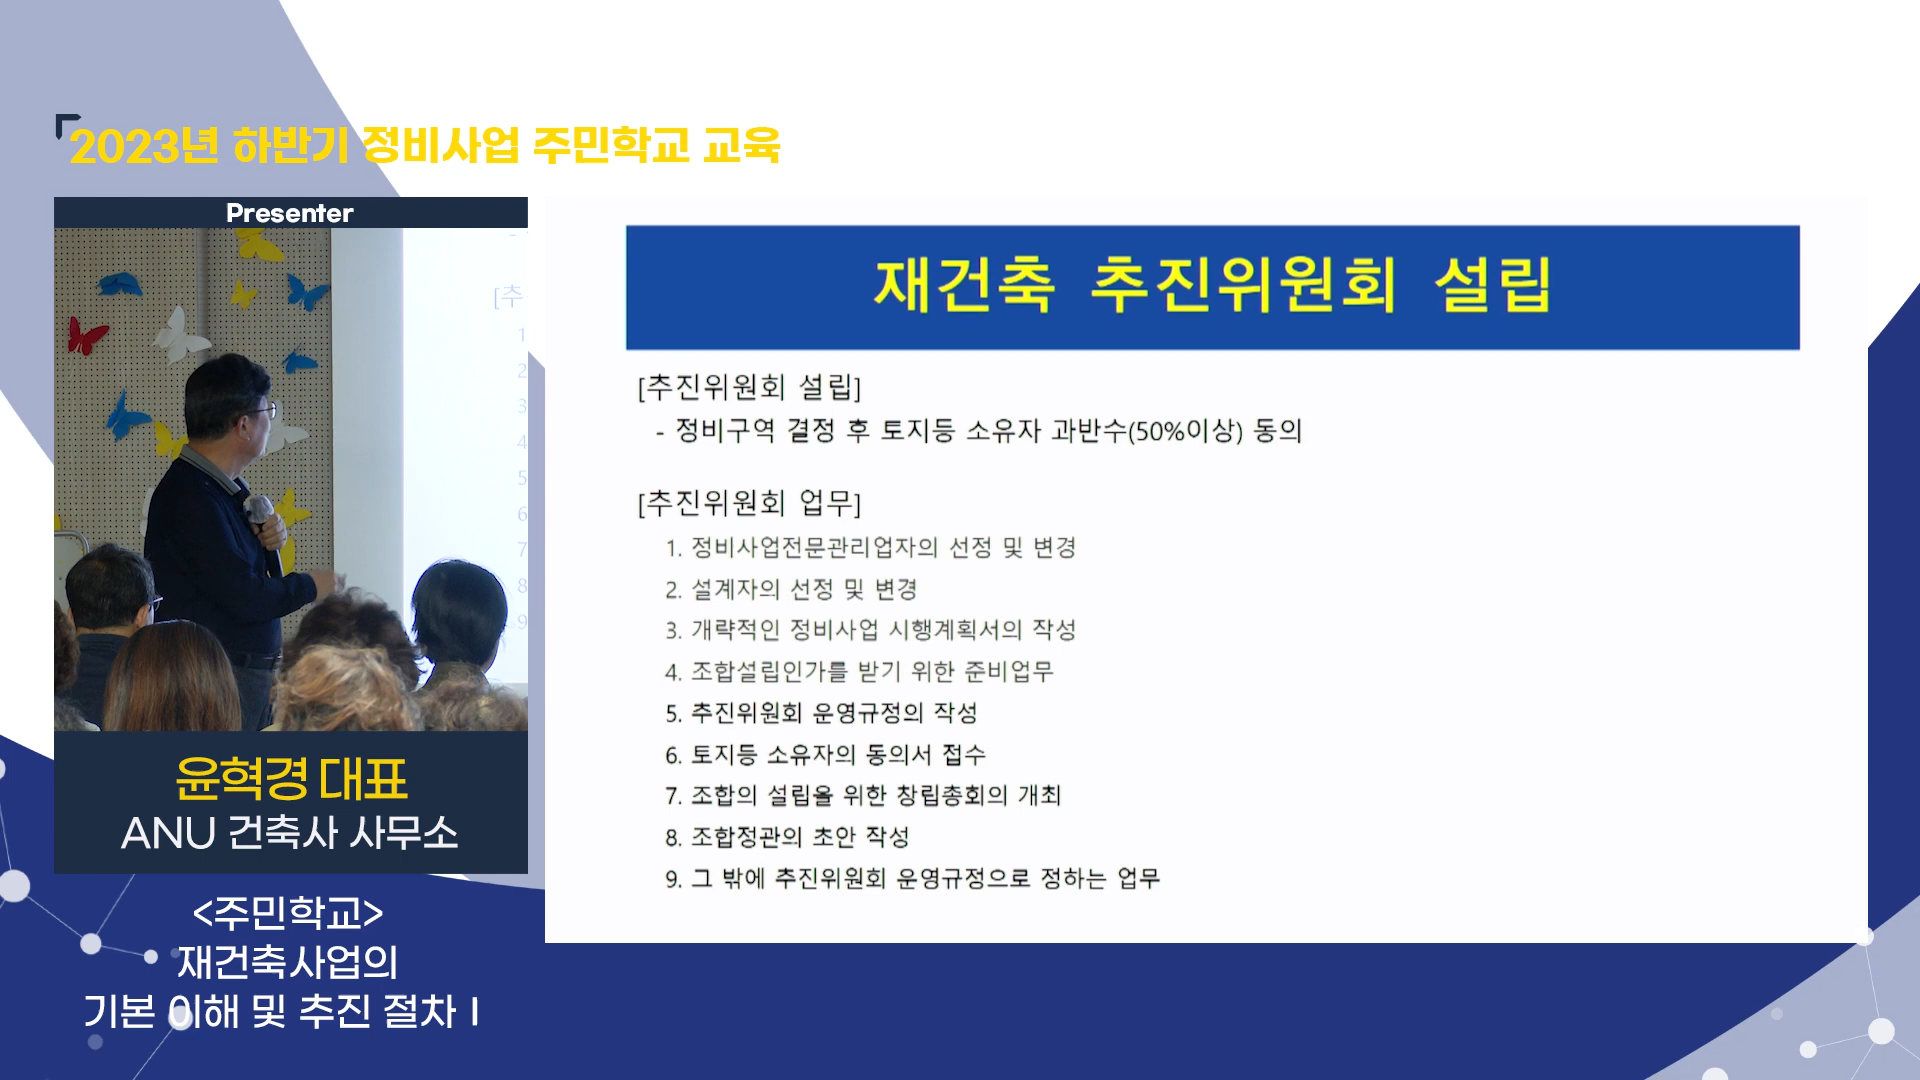 2023년 하반기 정비사업 주민학교 교육
Presenter
[추
1
2
3
4
5
6
7
8
9
윤혁경 대표
ANU 건축사 사무소
<주민학교>
재건축사업의
기본 이해 및 추진 절차 Ⅰ
재건축 추진위원회 설립
[추진위원회 설립]
- 정비구역 결정 후 토지등 소유자 과반수(50%이상) 동의
[추진위원회 업무]
1. 정비사업전문관리업자의 선정 및 변경
2. 설계자의 선정 및 변경
3. 개략적인 정비사업 시행계획서의 작성
4. 조합설립인가를 받기 위한 준비업무
5. 추진위원회 운영규정의 작성
6. 토지등 소유자의 동의서 접수
7. 조합의 설립을 위한 창립총회의 개최
8. 조합정관의 초안 작성
9. 그 밖에 추진위원회 운영규정으로 정하는 업무